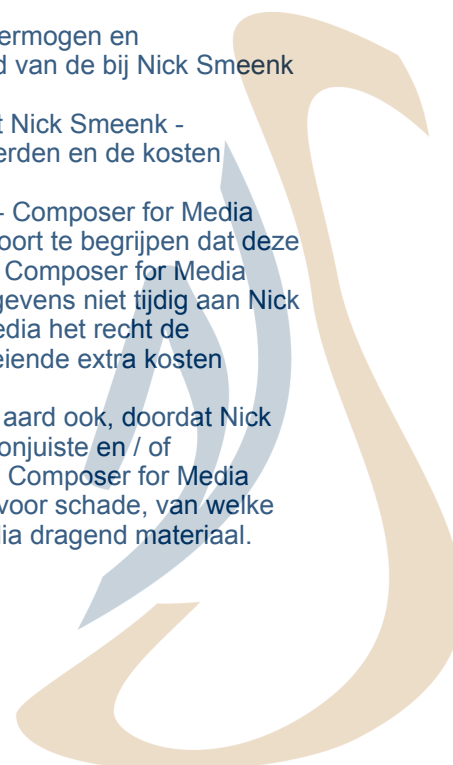 ermogen en
d van de bij Nick Smeenk
t Nick Smeenk -
erden en de kosten
- Composer for Media
oort te begrijpen dat deze
Composer for Media
gevens niet tijdig aan Nick
edia het recht de
eiende extra kosten
aard ook, doordat Nick
onjuiste en / of
Composer for Media
voor schade, van welke
dia dragend materiaal.